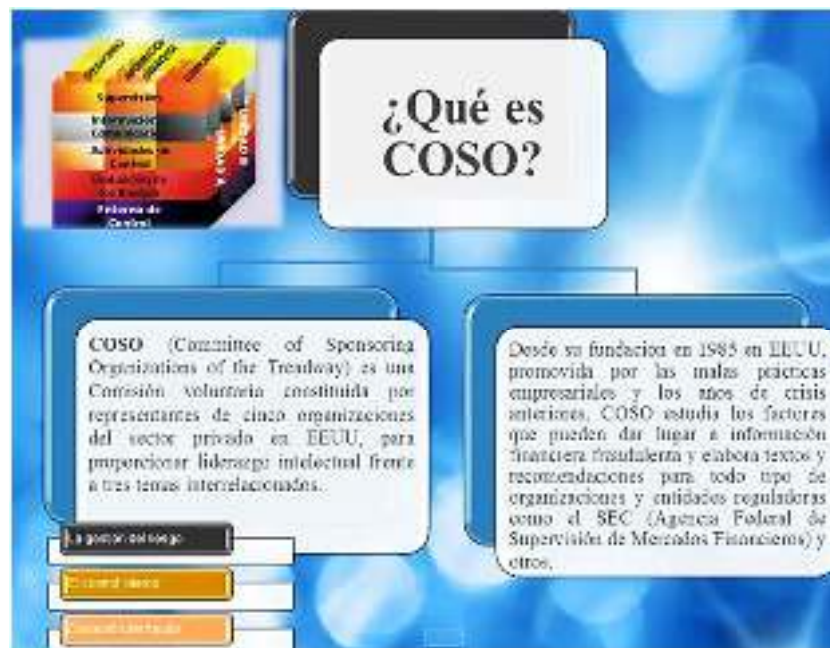 Supervisión
Información
Comunicación
Actividades de
Control
Entorno de
Control
¿Qué es
COSO?
COSO (Committee of Sponsoring
Organizations of the Treadway) es una
Comisión voluntaria constituida por
representantes de cinco organizaciones
del sector privado en EEUU, para
proporcionar liderazgo intelectual frente
a tres temas interrelacionados.
La gestión del riesgo
El control interno
Desde su fundación en 1985 en EEUU,
promovida por las malas prácticas
empresariales y los años de crisis
anteriores, COSO estudia los factores
que pueden dar lugar a información
financiera fraudulenta y elabora textos y
recomendaciones para todo tipo de
organizaciones y entidades reguladoras
como el SEC (Agencia Federal de
Supervisión de Mercados Financieros) y
otros.